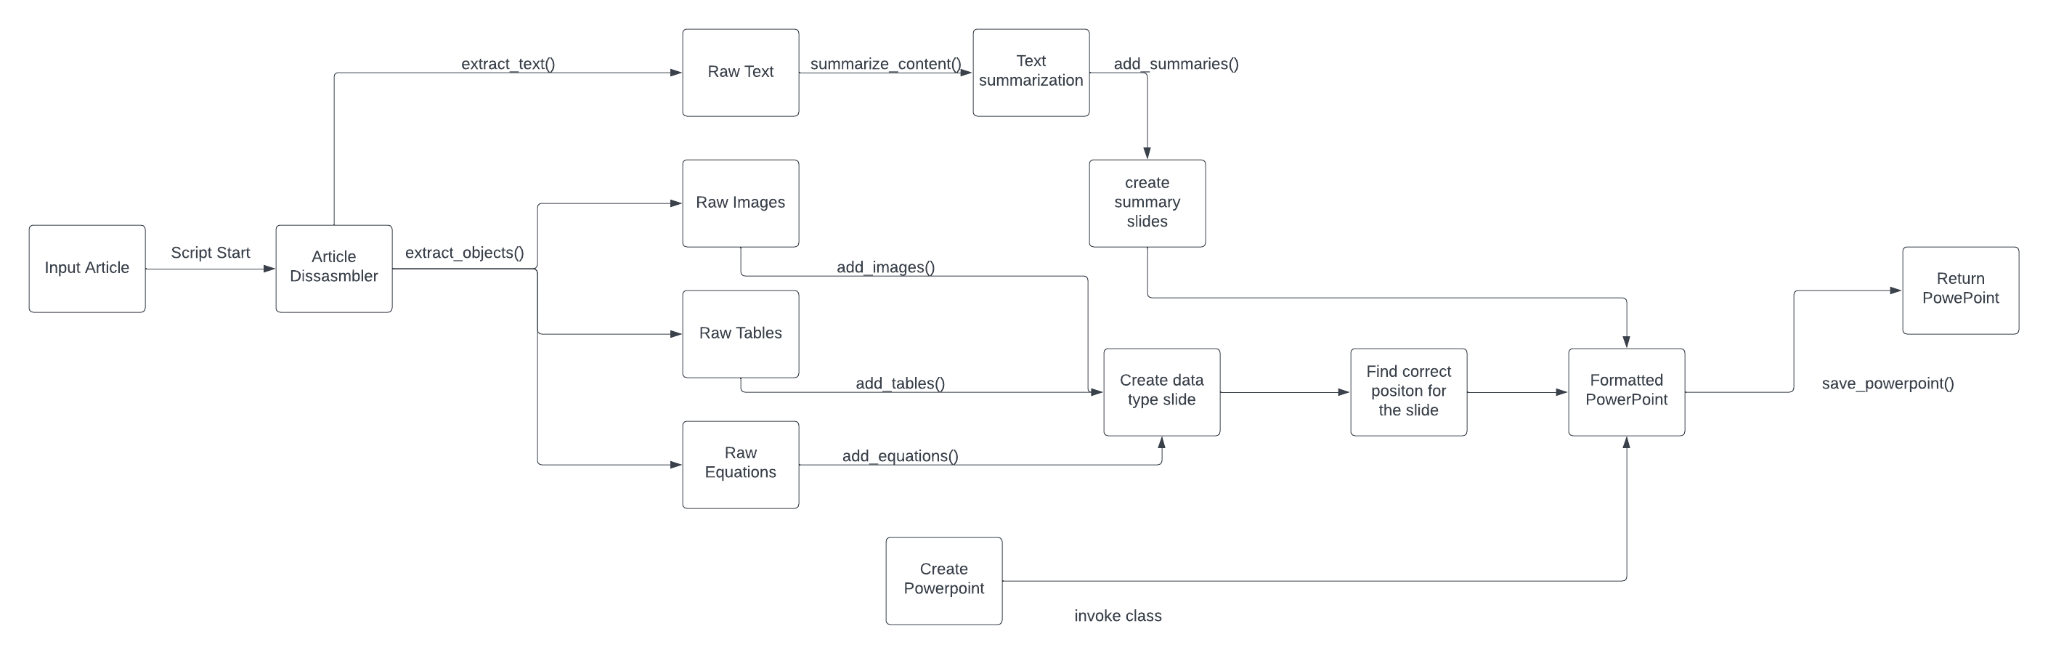 extract_text()
Raw Text
summarize_content()
Text
summarization
add_summaries()
Raw Images
create
summary
slides
Input Article
Script Start
Article
Dissasmbler
extract_objects()
add_images()
Return
PowePoint
Raw Tables
add_tables()
Create data
type slide
Find correct
positon for
the slide
Formatted
PowerPoint
save_powerpoint()
Raw
Equations
add_equations()
Create
Powerpoint
invoke class